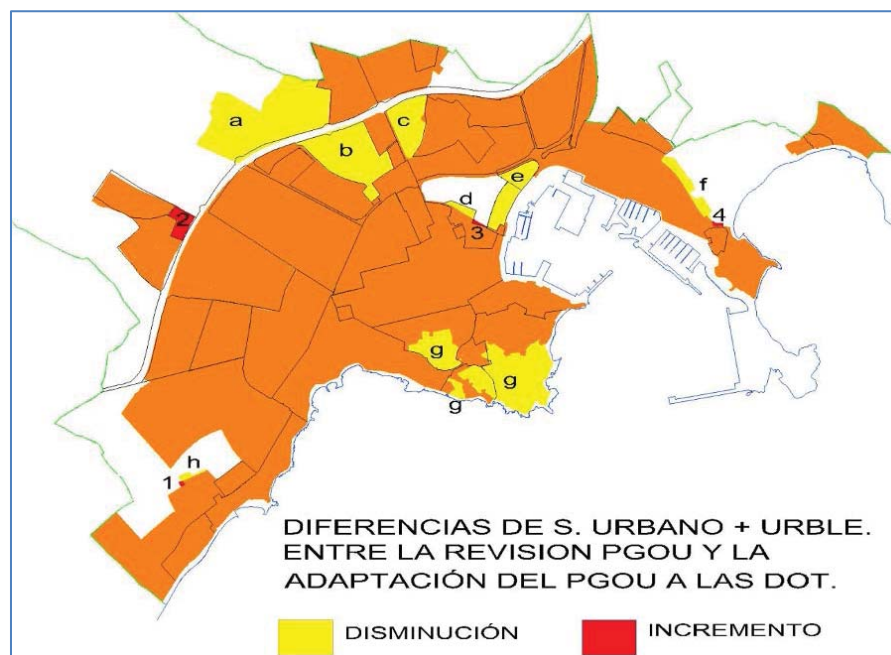 a
c
b
e
f
d
2
3
4
g
g
g
h
1
DIFERENCIAS DE S. URBANO + URBLE.
ENTRE LA REVISION PGOU Y LA
ADAPTACIÓN DEL PGOU A LAS DOT.
DISMINUCIÓN
INCREMENTO